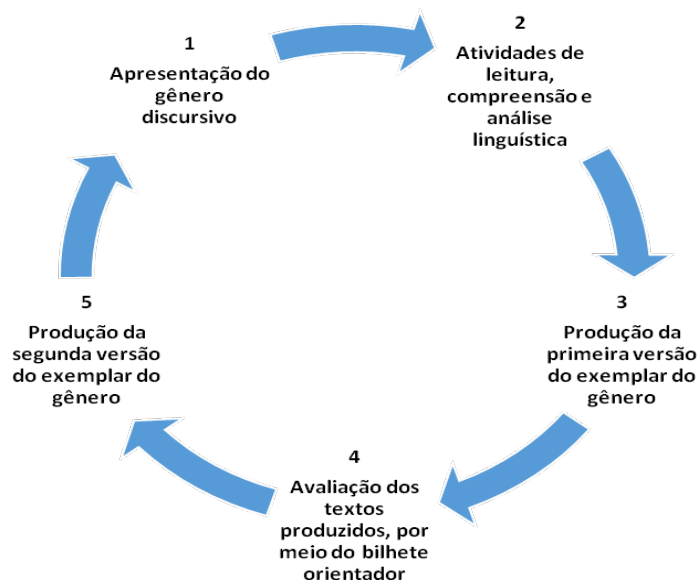 1
Apresentação do
gênero
discursivo
2
Atividades de
leitura,
compreensão e
análise
linguística
3
Produção da
primeira versão
do exemplar do
gênero
4
Avaliação dos
textos
produzidos, por
meio do bilhete
orientador
5
Produção da
segunda versão
do exemplar do
gênero